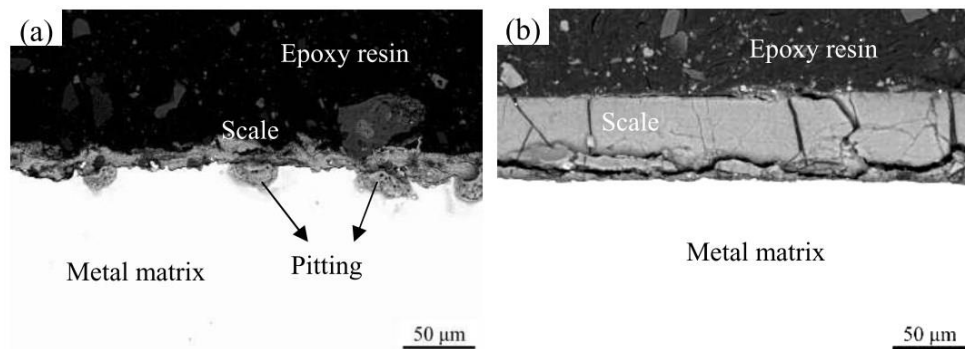 (a)
Epoxy resin
Scale
Metal matrix
Pitting
50 μm
(b)
Epoxy resin
Scale
Metal matrix
50 μm